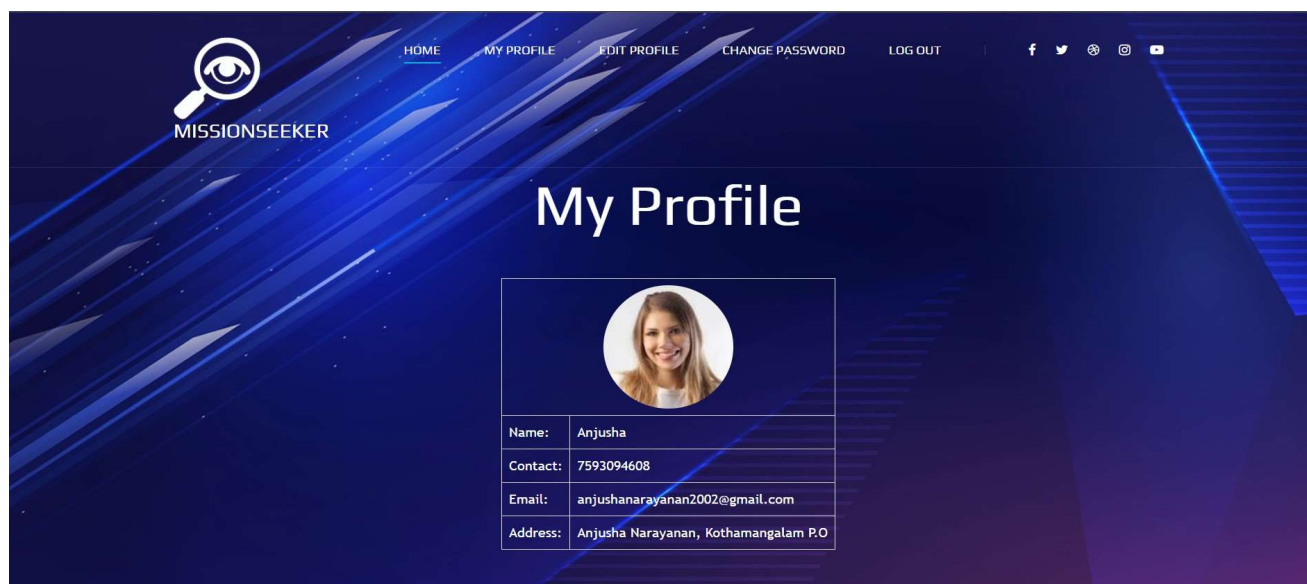 HOME MY PROFILE EDIT PROFILE CHANGE PASSWORD LOG OUT
MISSIONSEEKER
My Profile
Name: Anjusha
Contact: 7593094608
Email: anjushanarayanan2002@gmail.com
Address: Anjusha Narayanan, Kothamangalam P.O